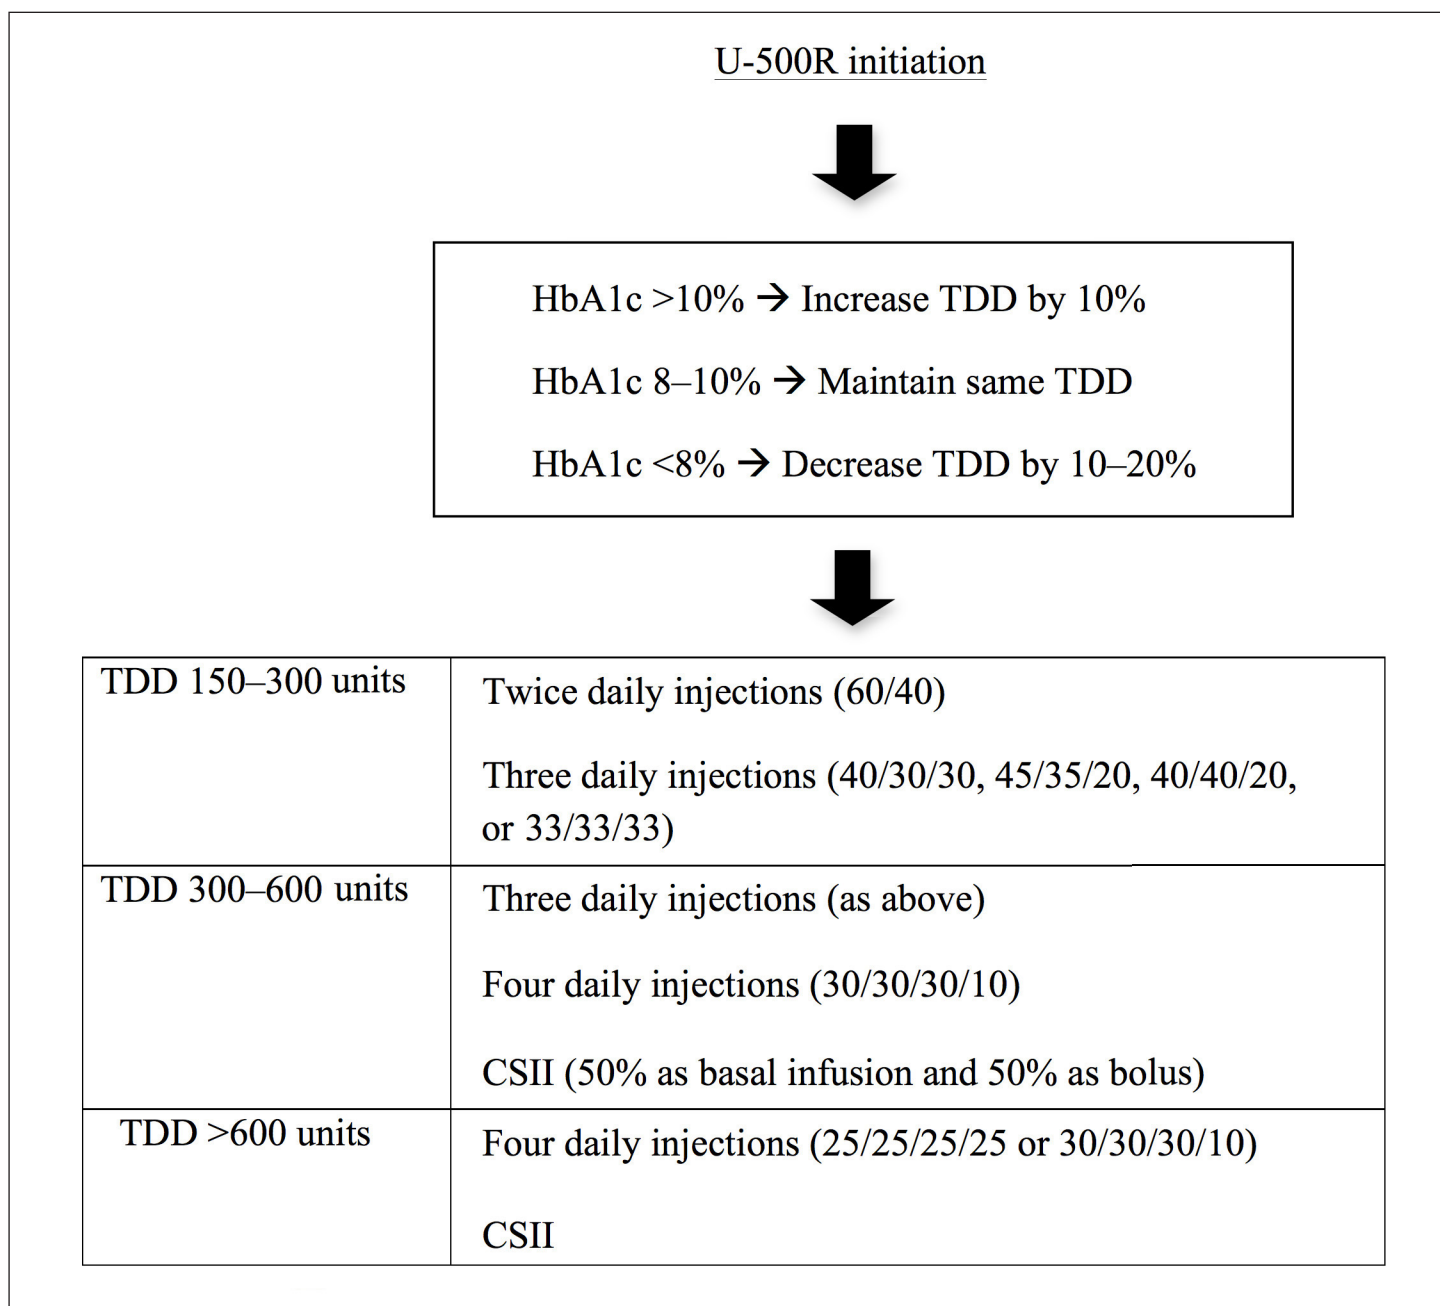 U-500R initiation
HbA1c >10% → Increase TDD by 10%
HbA1c 8–10% → Maintain same TDD
HbA1c <8% → Decrease TDD by 10–20%
TDD 150–300 units
Twice daily injections (60/40)
Three daily injections (40/30/30, 45/35/20, 40/40/20,
or 33/33/33)
TDD 300–600 units
Three daily injections (as above)
Four daily injections (30/30/30/10)
CSII (50% as basal infusion and 50% as bolus)
TDD >600 units
Four daily injections (25/25/25/25 or 30/30/30/10)
CSII